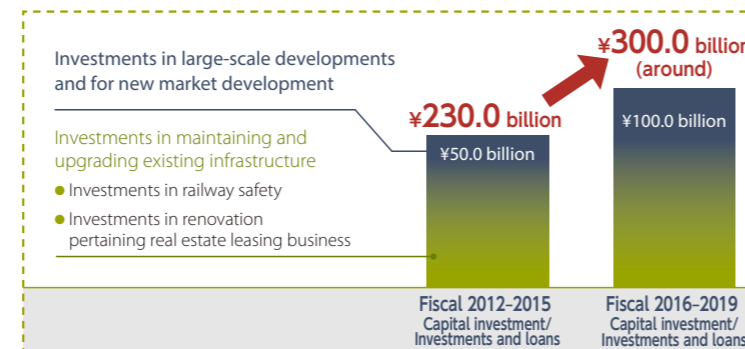 Investments in large-scale developments
and for new market development
Investments in maintaining and
upgrading existing infrastructure
● Investments in railway safety
● Investments in renovation
pertaining real estate leasing business
¥230.0 billion
¥50.0 billion
¥300.0 billion
(around)
¥100.0 billion
Fiscal 2012–2015
Capital investment/
Investments and loans
Fiscal 2016–2019
Capital investment/
Investments and loans